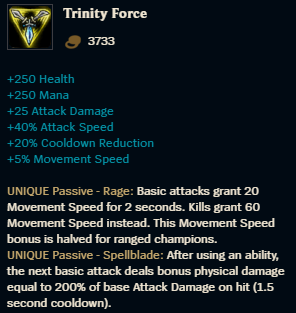 Trinity Force
3733
+250 Health
+250 Mana
+25 Attack Damage
+40% Attack Speed
+20% Cooldown Reduction
+5% Movement Speed
UNIQUE Passive - Rage: Basic attacks grant 20
Movement Speed for 2 seconds. Kills grant 60
Movement Speed instead. This Movement Speed
bonus is halved for ranged champions.
UNIQUE Passive - Spellblade: After using an ability,
the next basic attack deals bonus physical damage
equal to 200% of base Attack Damage on hit (1.5
second cooldown).